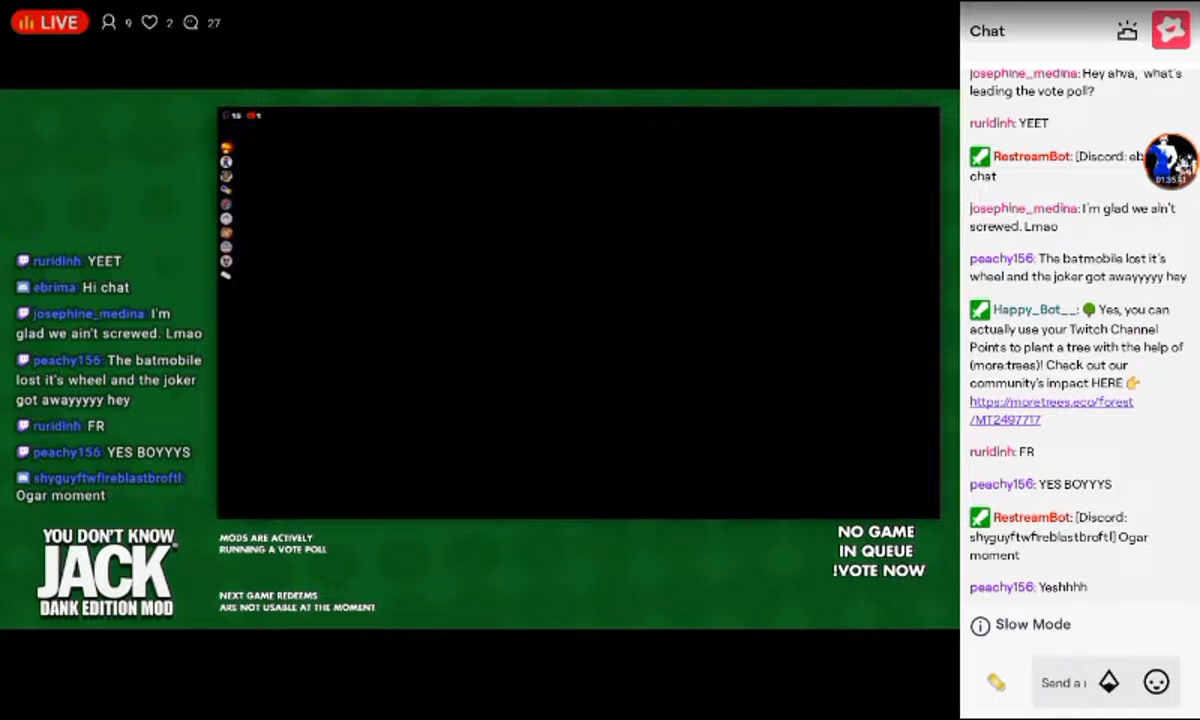 LIVE 9 2 27
15 1
ruridinh YEET
ebrima Hi chat
josephine_medina I'm
glad we ain't screwed. Lmao
peachy156 The batmobile
lost it's wheel and the joker
got awayyyyy hey
ruridinh FR
peachy156 YES BOYYYS
shyguyftwfireblastbroftl
Ogar moment
YOU DON'T KNOW
JACK
DANK EDITION MOD
MODS ARE ACTIVELY
RUNNING A VOTE POLL
NEXT GAME REDEEMS
ARE NOT USABLE AT THE MOMENT
NO GAME
IN QUEUE
!VOTE NOW
Chat
josephine_medina: Hey ahva, what's
leading the vote poll?
ruridinh: YEET
RestreamBot: [Discord: eb
chat
01:35:41
josephine_medina: I'm glad we ain't
screwed. Lmao
peachy156: The batmobile lost it's
wheel and the joker got awayyyyy hey
Happy_Bot__: Yes, you can
actually use your Twitch Channel
Points to plant a tree with the help of
(more:trees)! Check out our
community's impact HERE
https://moretrees.eco/forest
/MT2497717
ruridinh: FR
peachy156: YES BOYYYS
RestreamBot: [Discord:
shyguyftwfireblastbroftl] Ogar
moment
peachy156: Yeshhhh
Slow Mode
Send a